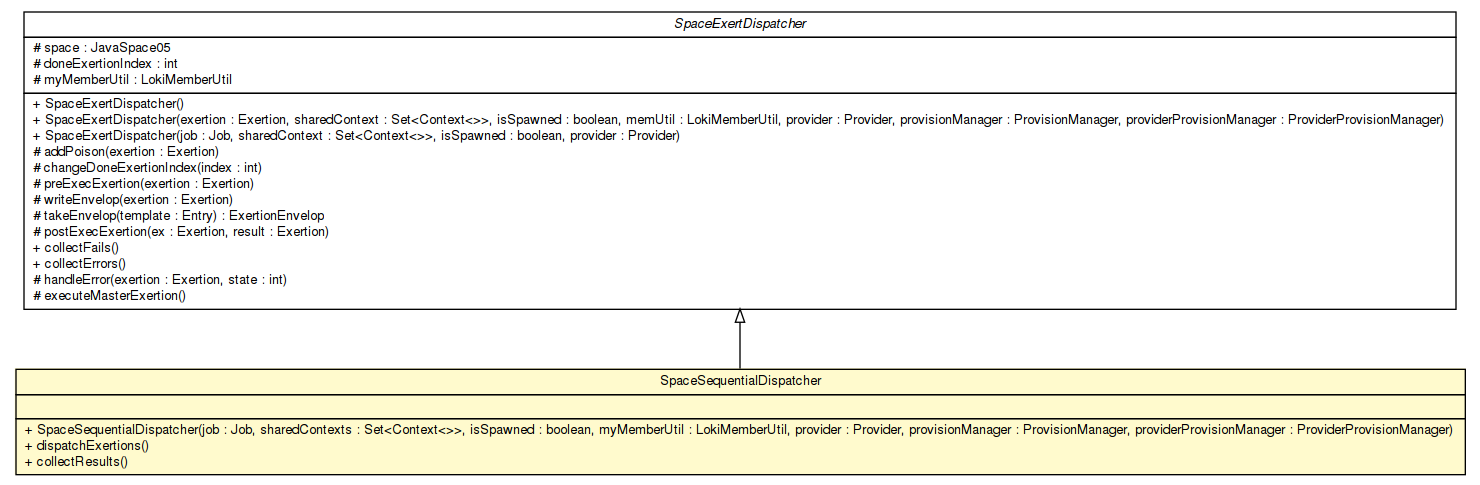 SpaceExertDispatcher
# space : JavaSpace05
# doneExertionIndex : int
# myMemberUtil : LokiMemberUtil
+ SpaceExertDispatcher()
+ SpaceExertDispatcher(exertion : Exertion, sharedContext : Set<Context<>>, isSpawned : boolean, memUtil : LokiMemberUtil, provider : Provider, provisionManager : ProvisionManager, providerProvisionManager : ProviderProvisionManager)
+ SpaceExertDispatcher(job : Job, sharedContext : Set<Context<>>, isSpawned : boolean, provider : Provider)
# addPoison(exertion : Exertion)
# changeDoneExertionIndex(index : int)
# preExecExertion(exertion : Exertion)
# writeEnvelop(exertion : Exertion)
# takeEnvelop(template : Entry) : ExertionEnvelop
# postExecExertion(ex : Exertion, result : Exertion)
+ collectFails()
+ collectErrors()
# handleError(exertion : Exertion, state : int)
# executeMasterExertion()
SpaceSequentialDispatcher
+ SpaceSequentialDispatcher(job : Job, sharedContexts : Set<Context<>>, isSpawned : boolean, myMemberUtil : LokiMemberUtil, provider : Provider, provisionManager : ProvisionManager, providerProvisionManager : ProviderProvisionManager)
+ dispatchExertions()
+ collectResults()